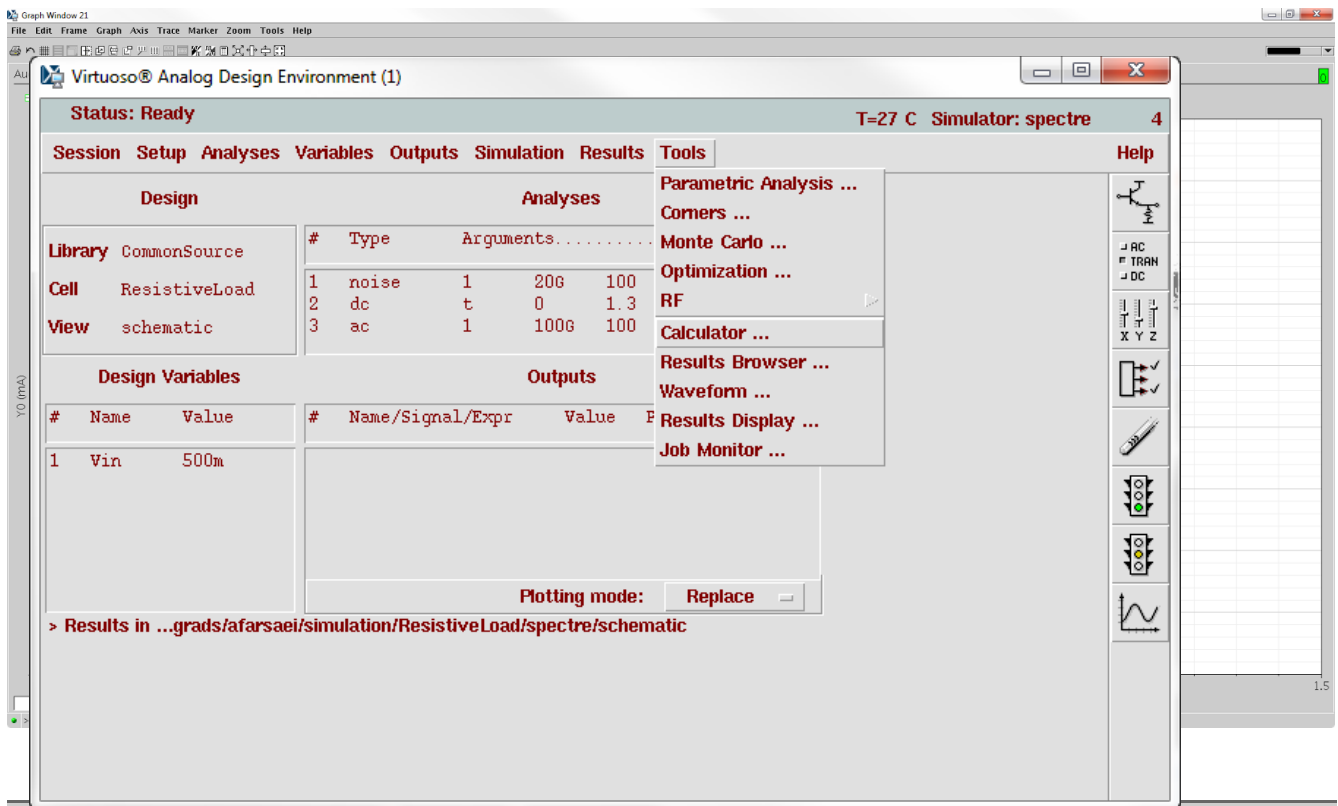 Graph Window 21
File Edit Frame Graph Axis Trace Marker Zoom Tools Help
Au
Virtuoso® Analog Design Environment (1)
Status: Ready
T=27 C Simulator: spectre 4
Session Setup Analyses Variables Outputs Simulation Results Tools Help
Design
Library CommonSource
Cell ResistiveLoad
View schematic
Analyses
# Type Arguments..........
1 noise 1 20G 100
2 dc t 0 1.3
3 ac 1 100G 100
Parametric Analysis ...
Corners ...
Monte Carlo ...
Optimization ...
RF
Calculator ...
Results Browser ...
Waveform ...
Results Display ...
Job Monitor ...
AC
TRAN
DC
X Y Z
Design Variables
# Name Value
1 Vin 500m
Outputs
# Name/Signal/Expr Value P
Plotting mode: Replace
> Results in ...grads/afarsaei/simulation/ResistiveLoad/spectre/schematic
Y0 (mA)
1.5
0